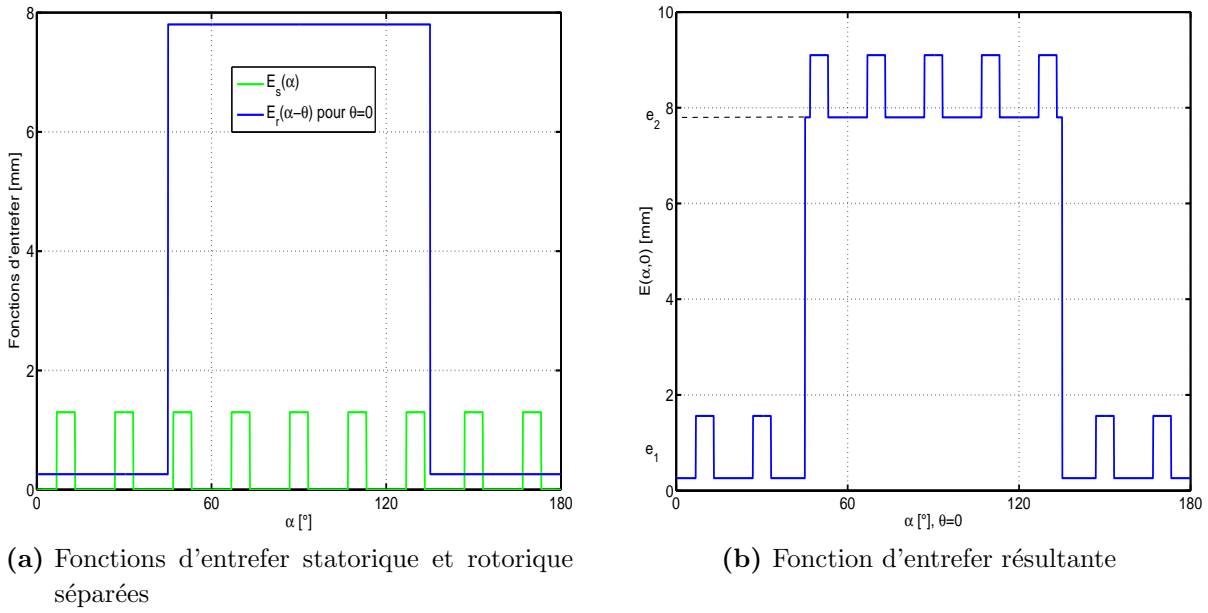 8
6
4
2
0
0
60
120
180
Fonctions d'entrefer [mm]
α [°]
E_s(α)
E_r(α−θ) pour θ=0
(a) Fonctions d'entrefer statorique et rotorique
séparées
10
8
6
4
2
0
e_2
e_1
0
60
120
180
E(α,0) [mm]
α [°], θ=0
(b) Fonction d'entrefer résultante